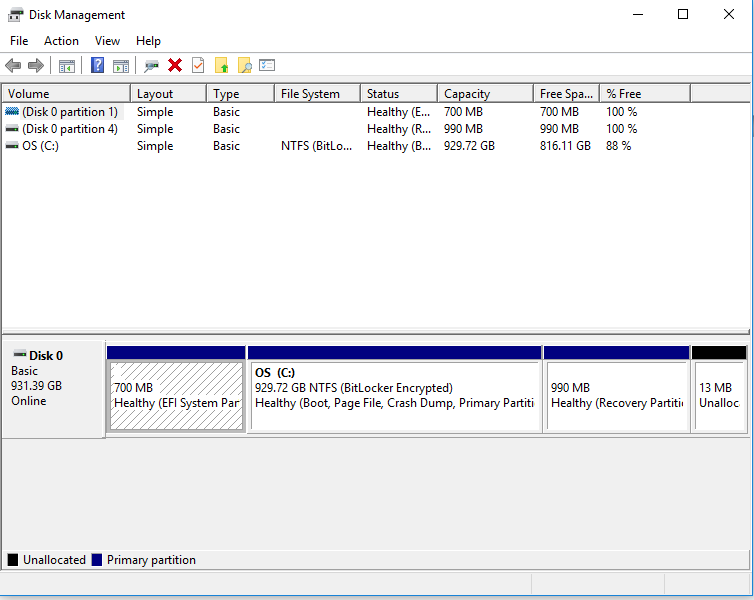 Disk Management
File Action View Help
Volume Layout Type File System Status Capacity Free Spa... % Free
(Disk 0 partition 1) Simple Basic Healthy (E... 700 MB 700 MB 100 %
(Disk 0 partition 4) Simple Basic Healthy (R... 990 MB 990 MB 100 %
OS (C:) Simple Basic NTFS (BitLo... Healthy (B... 929.72 GB 816.11 GB 88 %
Disk 0
Basic
931.39 GB
Online
700 MB
Healthy (EFI System Par
OS (C:)
929.72 GB NTFS (BitLocker Encrypted)
Healthy (Boot, Page File, Crash Dump, Primary Partiti
990 MB
Healthy (Recovery Partitic
13 MB
Unalloc
Unallocated Primary partition